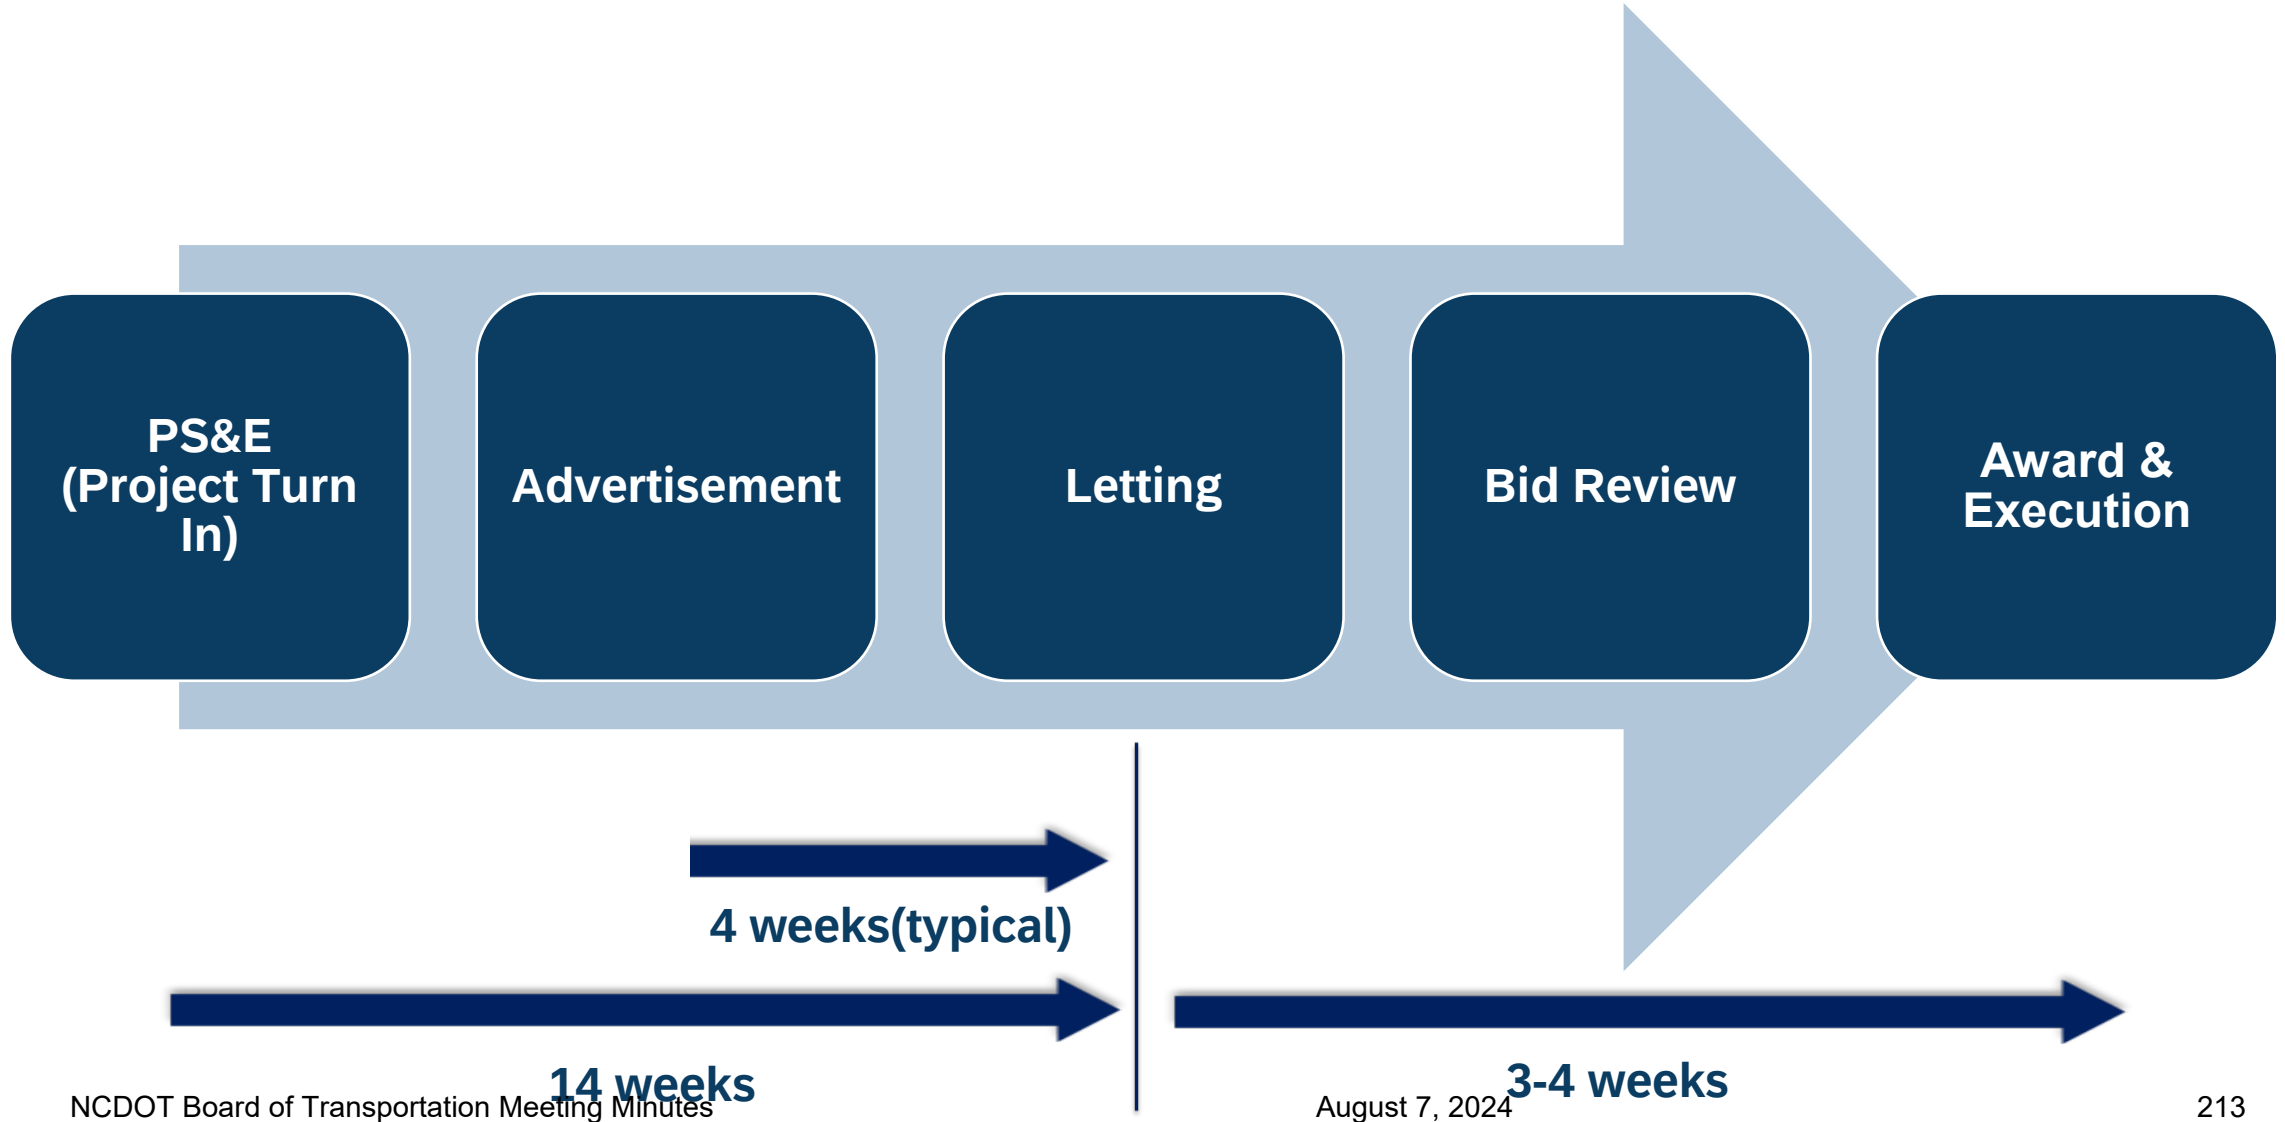 PS&E
(Project Turn
In)
Advertisement
Letting
Bid Review
Award &
Execution
4 weeks(typical)
14 weeks
3-4 weeks
NCDOT Board of Transportation Meeting Minutes
August 7, 2024
213